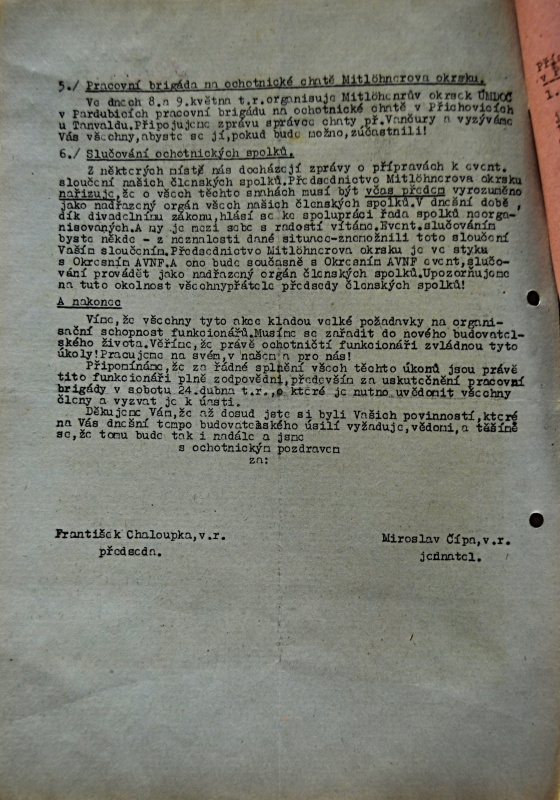 5./ Pracovní brigáda na ochotnické chatě Mitlöhnerova okrsku.
Ve dnech 8.a 9.května t.r.organisuje Mitlöhenrův okrsek ÚMDOČ
v Pardubicích pracovní brigádu na ochotnické chatě v Příchovicích
u Tanvaldu.Připojujeme zprávu správce chaty př.Vančury a vyzýváme
Vás všechny,abyste se jí,pokud bude možno,zúčastnili!
6./ Slučování ochotnických spolků.
Z některých místž nás docházejí zprávy o přípravách k event.
sloučení našich členských spolků.Předsednictvo Mitlöhnerova okrsku
nařizuje,že o všech těchto snahách musí být včas předem vyrozuměno
jako nadřazený orgán všech našich členských spolků.V dnešní době ,
dík divadelnímu zákonu,hlásí se ke spolupráci řada spolků neorga-
nisovaných.A my je mezi sebe s radostí vítáme.Event.slučováním
byste někde - z neznalosti dané situace-znemožnili toto sloučení
Vaším sloučením.Předsednictvo Mitlöhnerova okrsku je ve styku
s Okresním AVNF.A ono bude současně s Okresním AVNF event,slučo-
vání provádět jako nadřazený orgán členských spolků.Upozorňujeme
na tuto okolnost všechnypřátele předsedy členských spolků!
A nakonec
Víme,že všechny tyto akce kladou velké požadavky na organi-
sační schopnost funkcionářů.Musíme se zařadit do nového budovatel-
ského života.Věříme,že právě ochotničtí funkcionáři zvládnou tyto
úkoly!Pracujeme na svém,v našem a pro nás!
Připomínáme,že za řádné splnění všech těchto úkonů jsou právě
tito funkcionáři plně zodpovědni,především za uskutečnění pracovní
brigády v sobotu 24.dubna t.r.,o které je nutno uvědomit všechny
členy a vyzvat je k účasti.
Děkujeme Vám,že až dosud jste si byli Vašich povinností,které
na Vás dnešní tempo budovatelského úsilí vyžaduje,vědomi,a těšíme
se,že tomu bude tak i nadále a jsme
s ochotnickým pozdravem
za:
František Chaloupka,v.r. Miroslav Čípa,v.r.
předseda. jednatel.